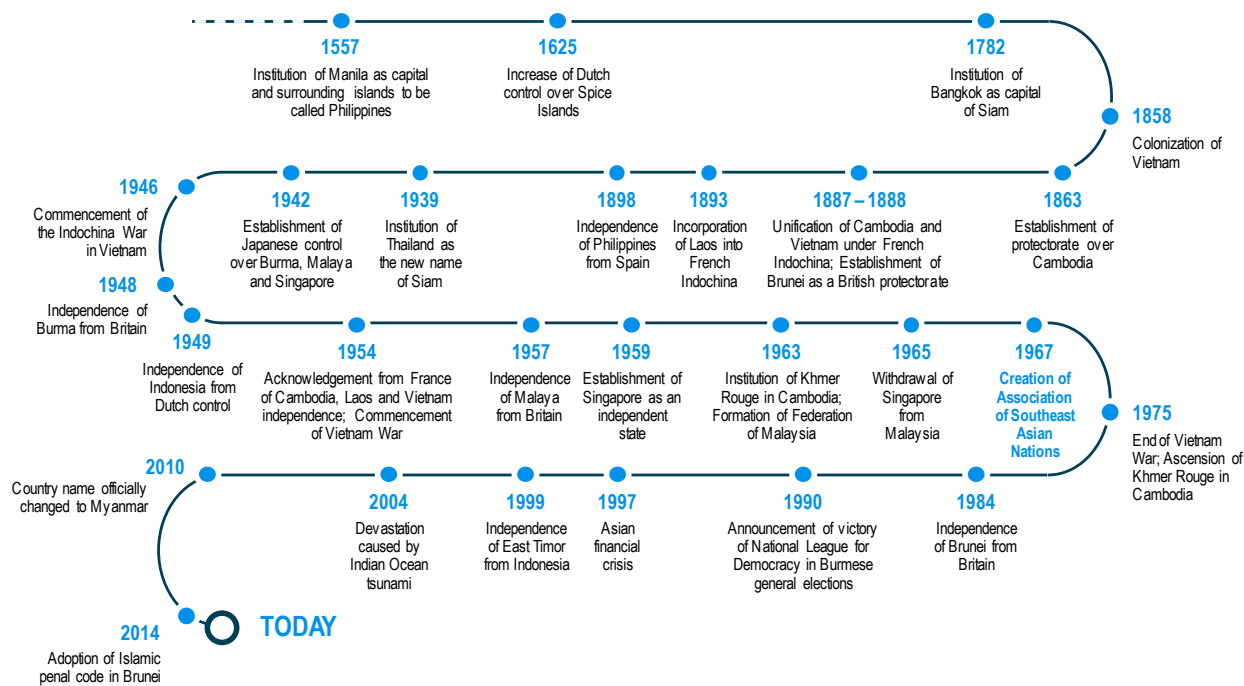 1557
Institution of Manila as capital
and surrounding islands to be
called Philippines
1625
Increase of Dutch
control over Spice
Islands
1782
Institution of
Bangkok as capital
of Siam
1858
Colonization of
Vietnam
1863
Establishment of
protectorate over
Cambodia
1887–1888
Unification of Cambodia and
Vietnam under French
Indochina; Establishment of
Brunei as a British protectorate
1893
Incorporation
of Laos into
French
Indochina
1898
Independence
of Philippines
from Spain
1939
Institution of
Thailand as
the new name
of Siam
1942
Establishment of
Japanese control
over Burma, Malaya
and Singapore
1946
Commencement of
the Indochina War
in Vietnam
1948
Independence of
Burma from Britain
1949
Independence of
Indonesia from
Dutch control
1954
Acknowledgement from France
of Cambodia, Laos and Vietnam
independence; Commencement
of Vietnam War
1957
Independence
of Malaya
from Britain
1959
Establishment of
Singapore as an
independent
state
1963
Institution of Khmer
Rouge in Cambodia;
Formation of Federation
of Malaysia
1965
Withdrawal of
Singapore
from
Malaysia
1967
Creation of
Association
of Southeast
Asian
Nations
1975
End of Vietnam
War; Ascension of
Khmer Rouge in
Cambodia
1984
Independence
of Brunei from
Britain
1990
Announcement of victory
of National League for
Democracy in Burmese
general elections
1997
Asian
financial
crisis
1999
Independence
of East Timor
from Indonesia
2004
Devastation
caused by
Indian Ocean
tsunami
2010
Country name officially
changed to Myanmar
2014
Adoption of Islamic
penal code in Brunei
TODAY